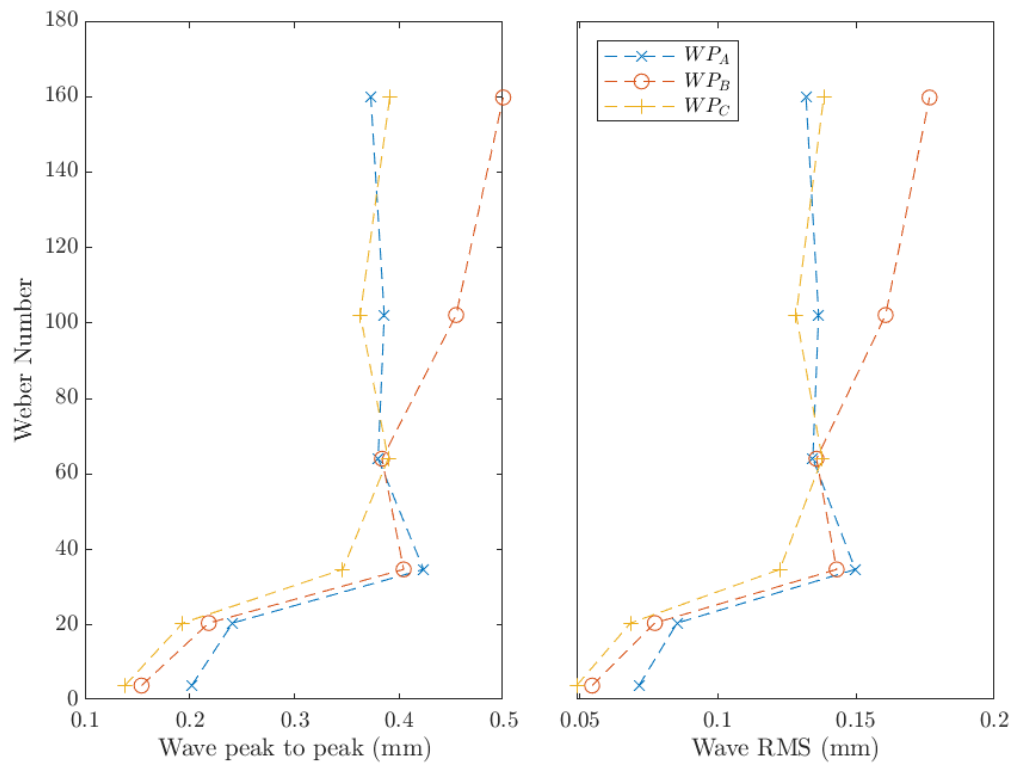 180
160
140
120
100
80
60
40
20
0
Weber Number
0.1 0.2 0.3 0.4 0.5
Wave peak to peak (mm)
WP_A
WP_B
WP_C
0.05 0.1 0.15 0.2
Wave RMS (mm)